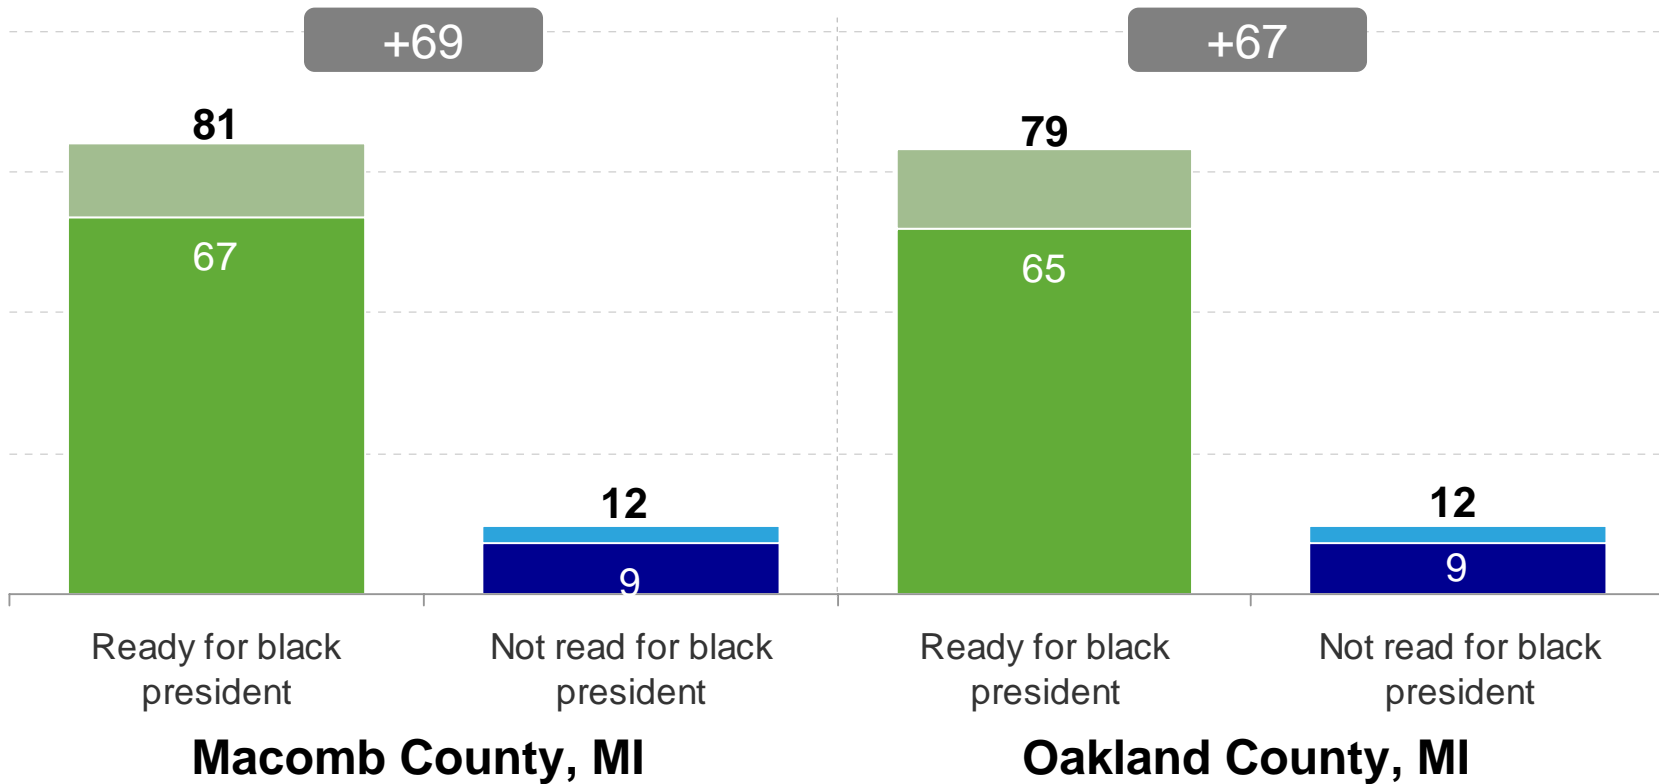 +69
+67
81
79
67
65
12
12
9
9
Ready for black
president
Not read for black
president
Ready for black
president
Not read for black
president
Macomb County, MI
Oakland County, MI